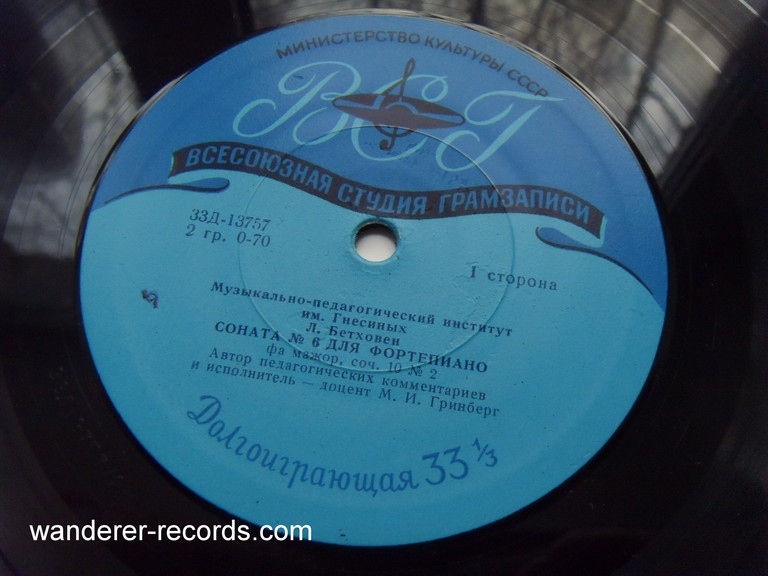 МИНИСТЕРСТВО КУЛЬТУРЫ СССР
ВСГ
ВСЕСОЮЗНАЯ СТУДИЯ ГРАМЗАПИСИ
33Д-13757
2 гр. 0-70
I сторона
Музыкально-педагогический институт
им. Гнесиных
Л. Бетховен
СОНАТА № 6 ДЛЯ ФОРТЕПИАНО
фа мажор, соч. 10 № 2
Автор педагогических комментариев
и исполнитель — доцент М. И. Гринберг
Долгоиграющая 33 1/3
wanderer-records.com